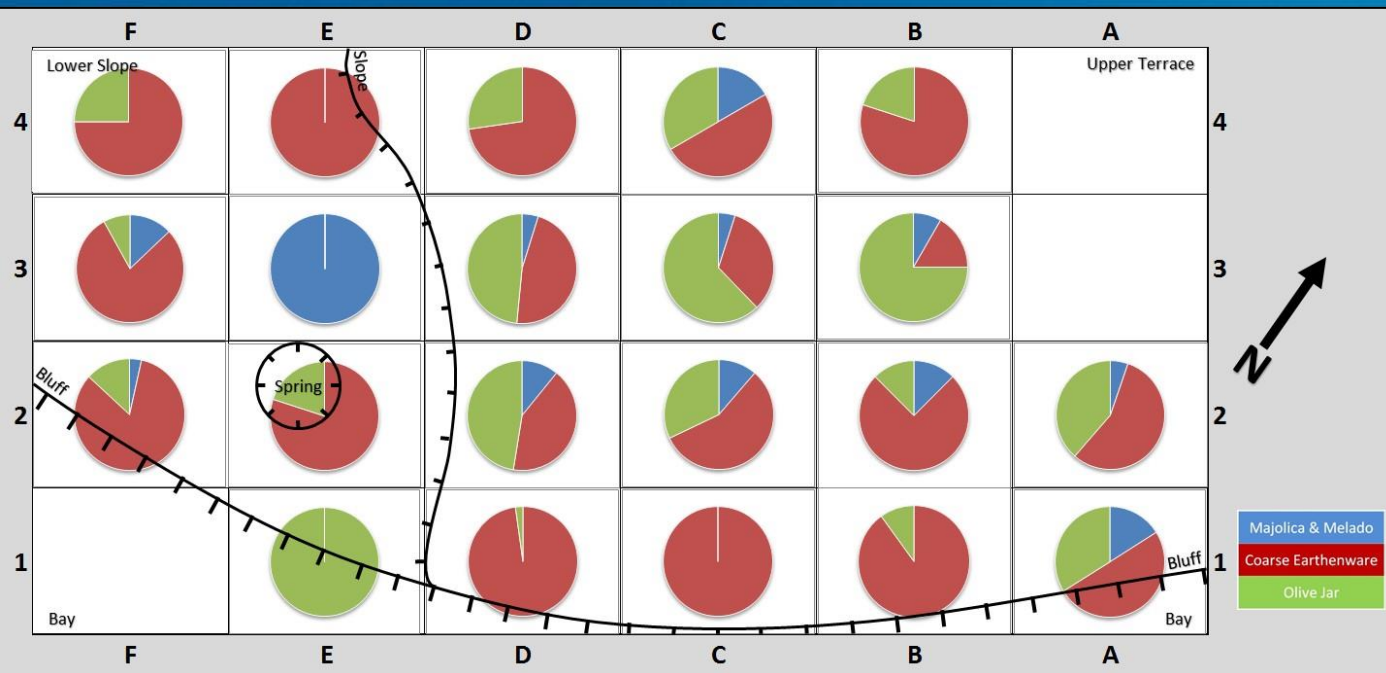 F E D C B A
Lower Slope
Slope
Upper Terrace
4 4
3 3
Bluff
Spring
N
2 2
Majolica & Melado
1 Bluff 1
Coarse Earthenware
Olive Jar
Bay Bay
F E D C B A